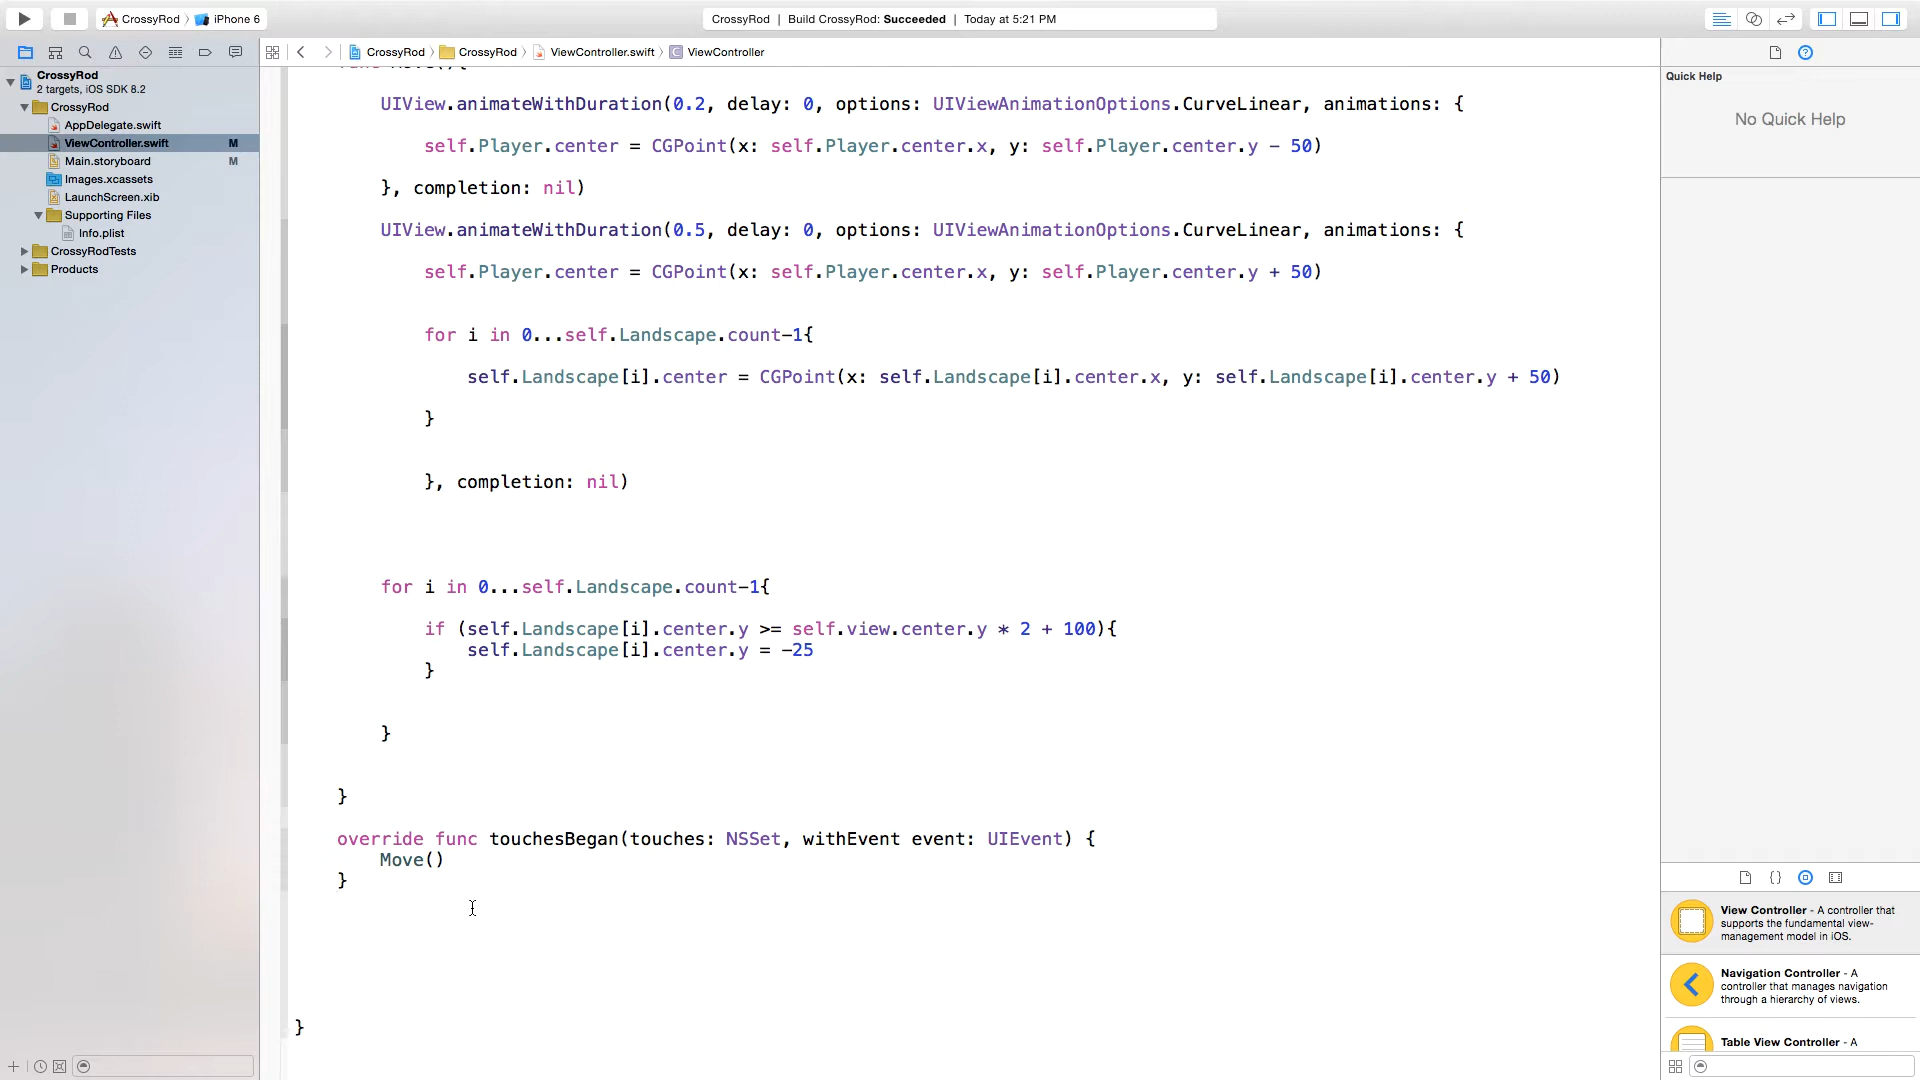 CrossyRod iPhone 6
CrossyRod | Build CrossyRod: Succeeded | Today at 5:21 PM
CrossyRod CrossyRod ViewController.swift C ViewController
CrossyRod
2 targets, iOS SDK 8.2
CrossyRod
AppDelegate.swift
ViewController.swift M
Main.storyboard M
Images.xcassets
LaunchScreen.xib
Supporting Files
Info.plist
CrossyRodTests
Products
UIView.animateWithDuration(0.2, delay: 0, options: UIViewAnimationOptions.CurveLinear, animations: {
self.Player.center = CGPoint(x: self.Player.center.x, y: self.Player.center.y - 50)
}, completion: nil)
UIView.animateWithDuration(0.5, delay: 0, options: UIViewAnimationOptions.CurveLinear, animations: {
self.Player.center = CGPoint(x: self.Player.center.x, y: self.Player.center.y + 50)
for i in 0...self.Landscape.count-1{
self.Landscape[i].center = CGPoint(x: self.Landscape[i].center.x, y: self.Landscape[i].center.y + 50)
}
}, completion: nil)
for i in 0...self.Landscape.count-1{
if (self.Landscape[i].center.y >= self.view.center.y * 2 + 100){
self.Landscape[i].center.y = -25
}
}
}
override func touchesBegan(touches: NSSet, withEvent event: UIEvent) {
Move()
}
}
Quick Help
No Quick Help
{}
View Controller - A controller that
supports the fundamental view-
management model in iOS.
Navigation Controller - A
controller that manages navigation
through a hierarchy of views.
Table View Controller - A